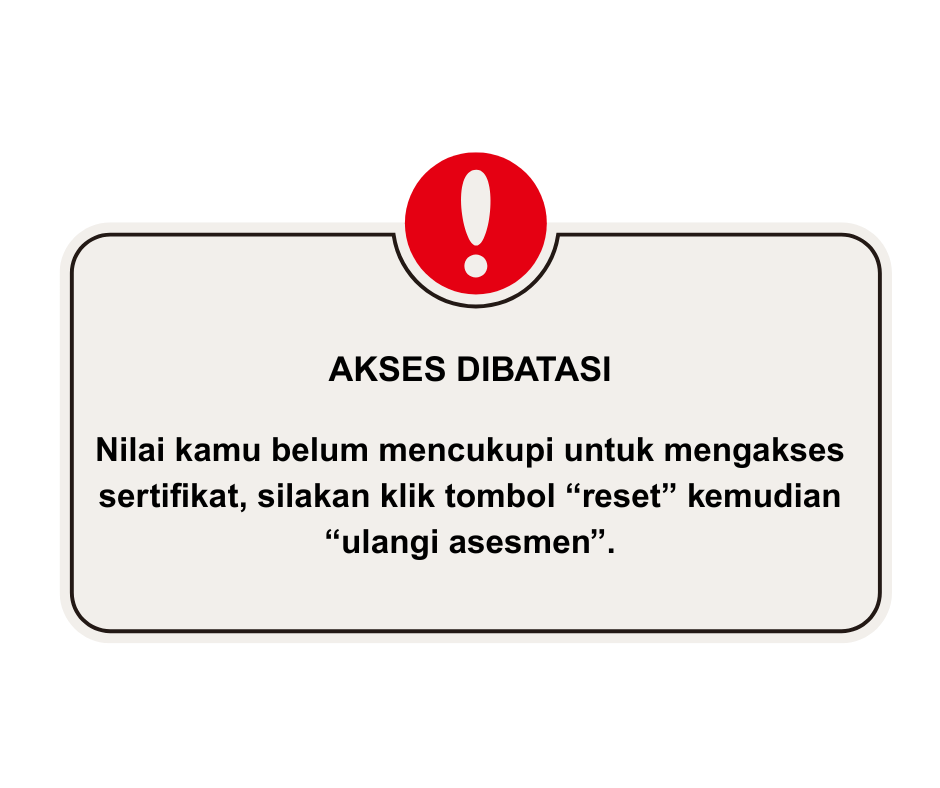 AKSES DIBATASI
Nilai kamu belum mencukupi untuk mengakses
sertifikat, silakan klik tombol “reset” kemudian
“ulangi asesmen”.